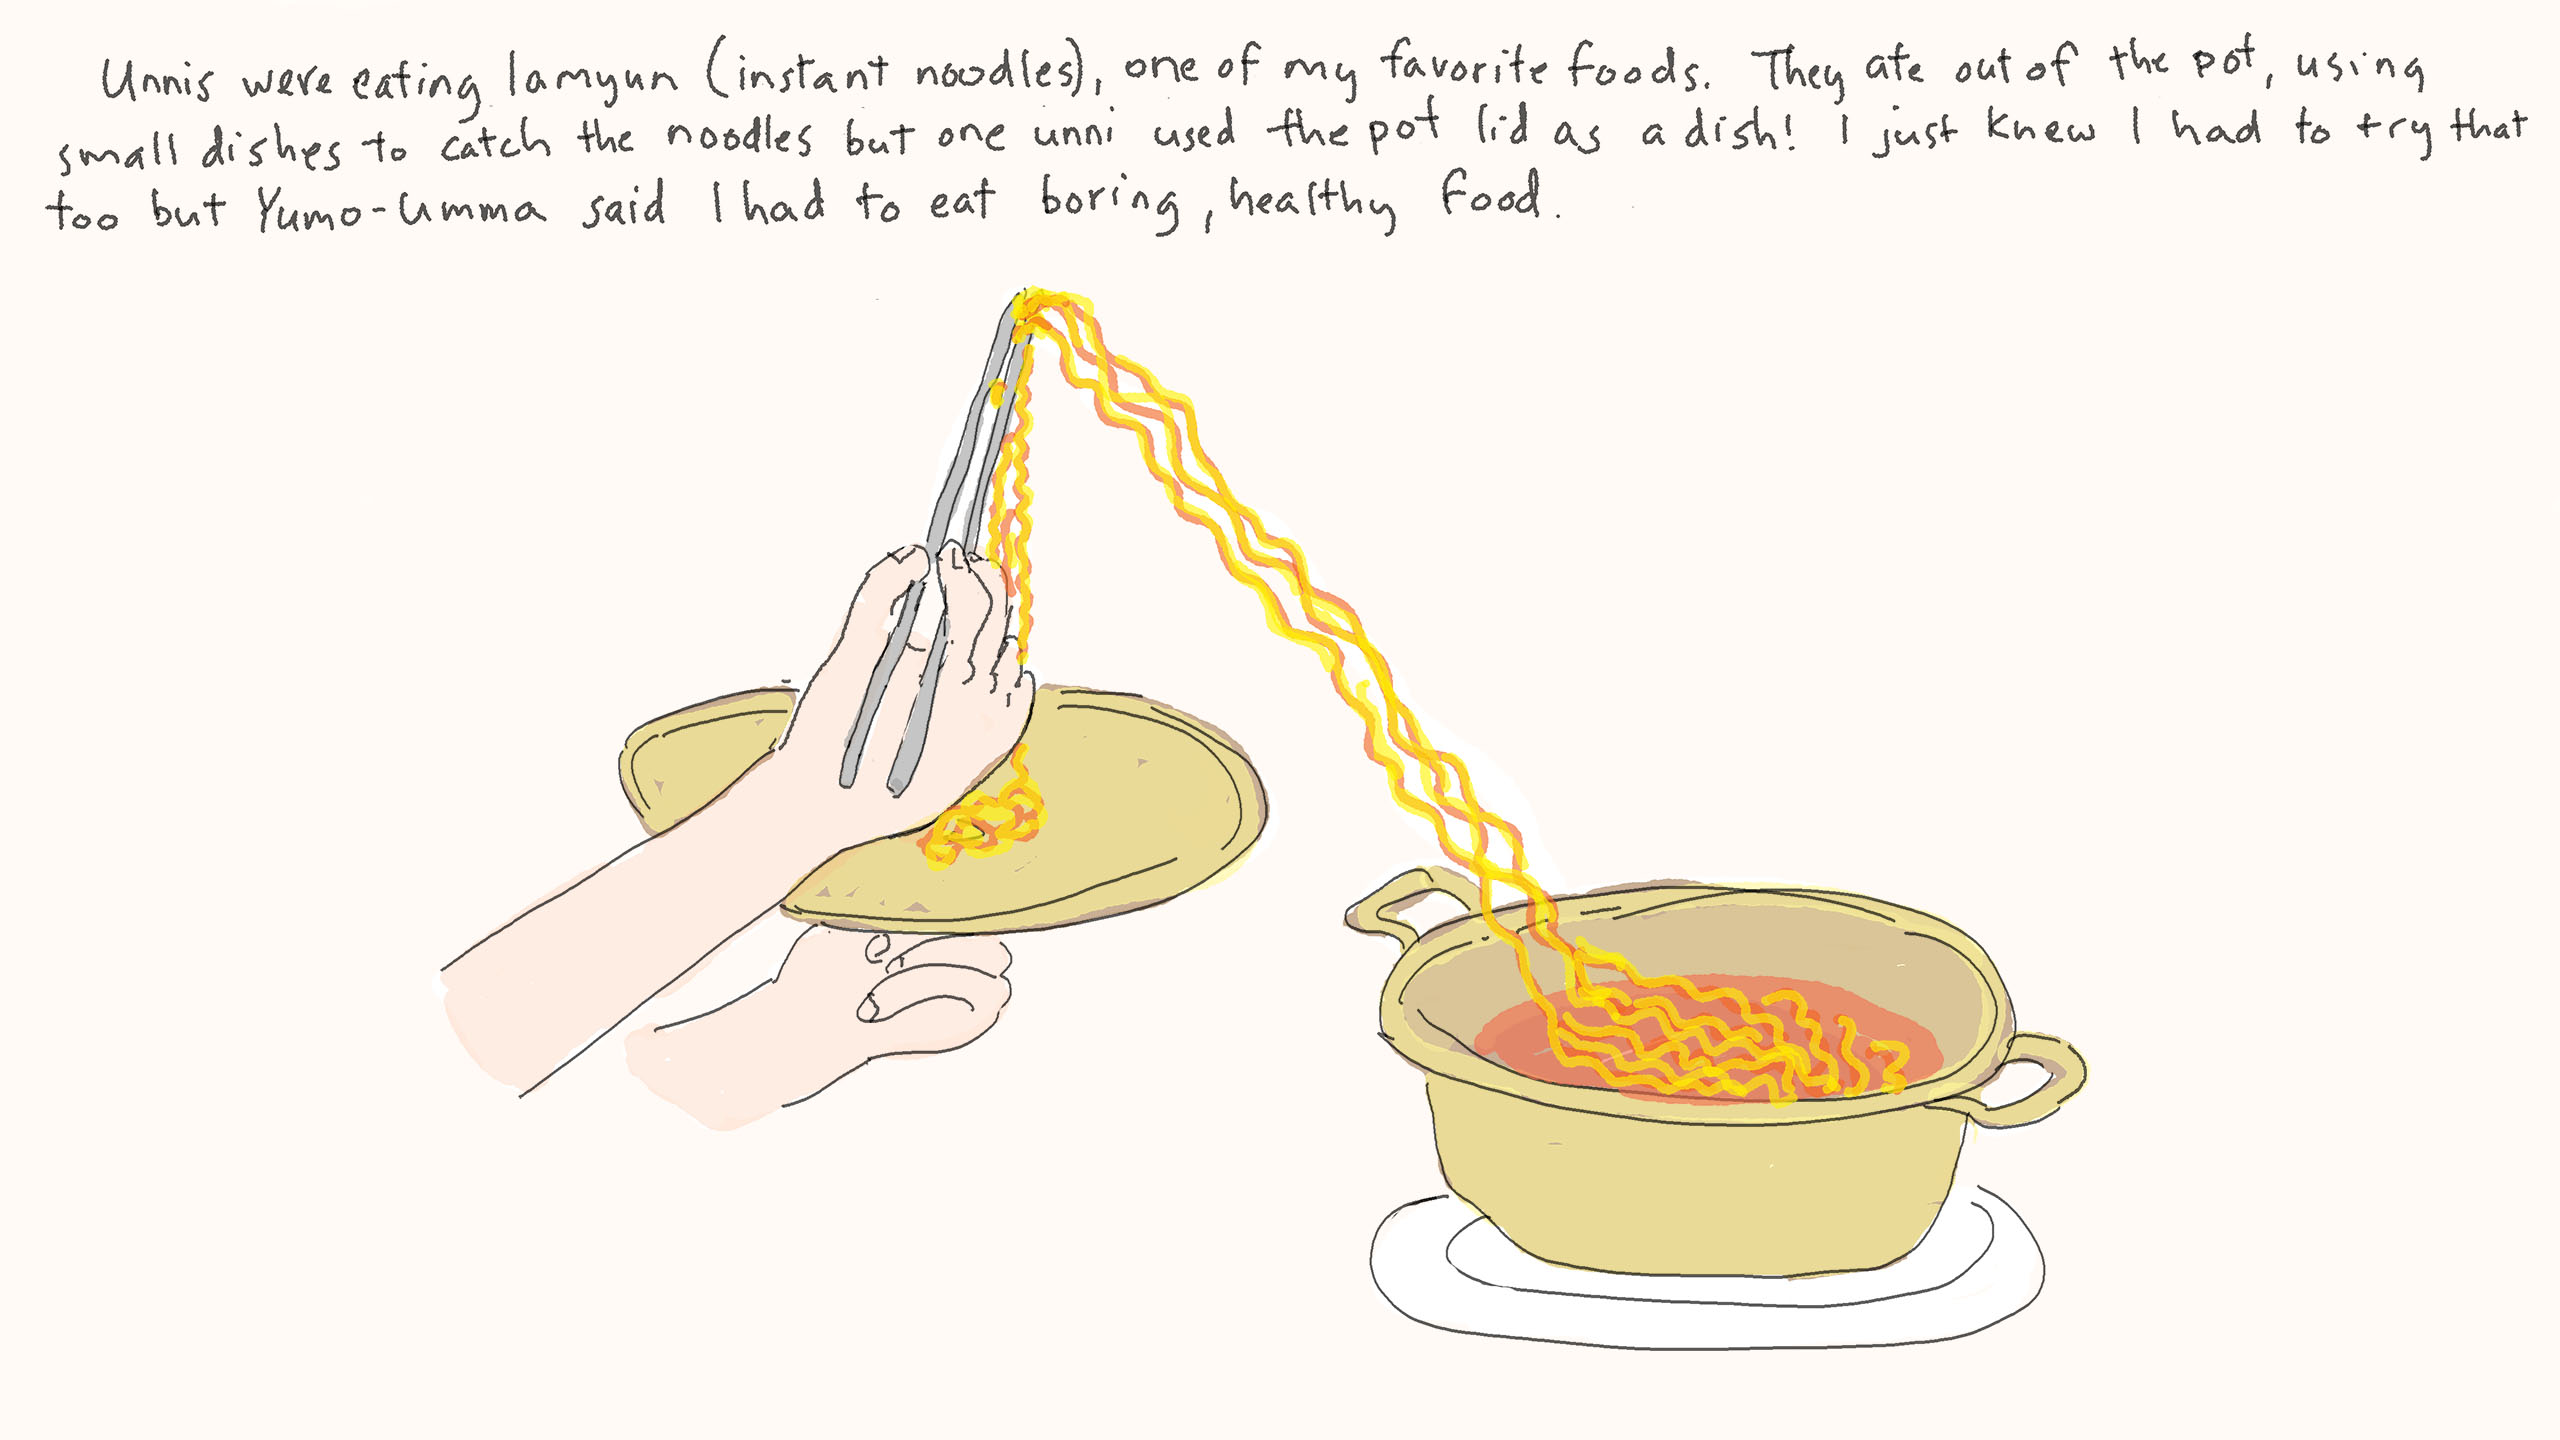 Unnis were eating lamyun (instant noodles), one of my favorite foods. They ate out of the pot, using
small dishes to catch the noodles but one unni used the pot lid as a dish! I just knew I had to try that
too but Yumo-Umma said I had to eat boring, healthy food.